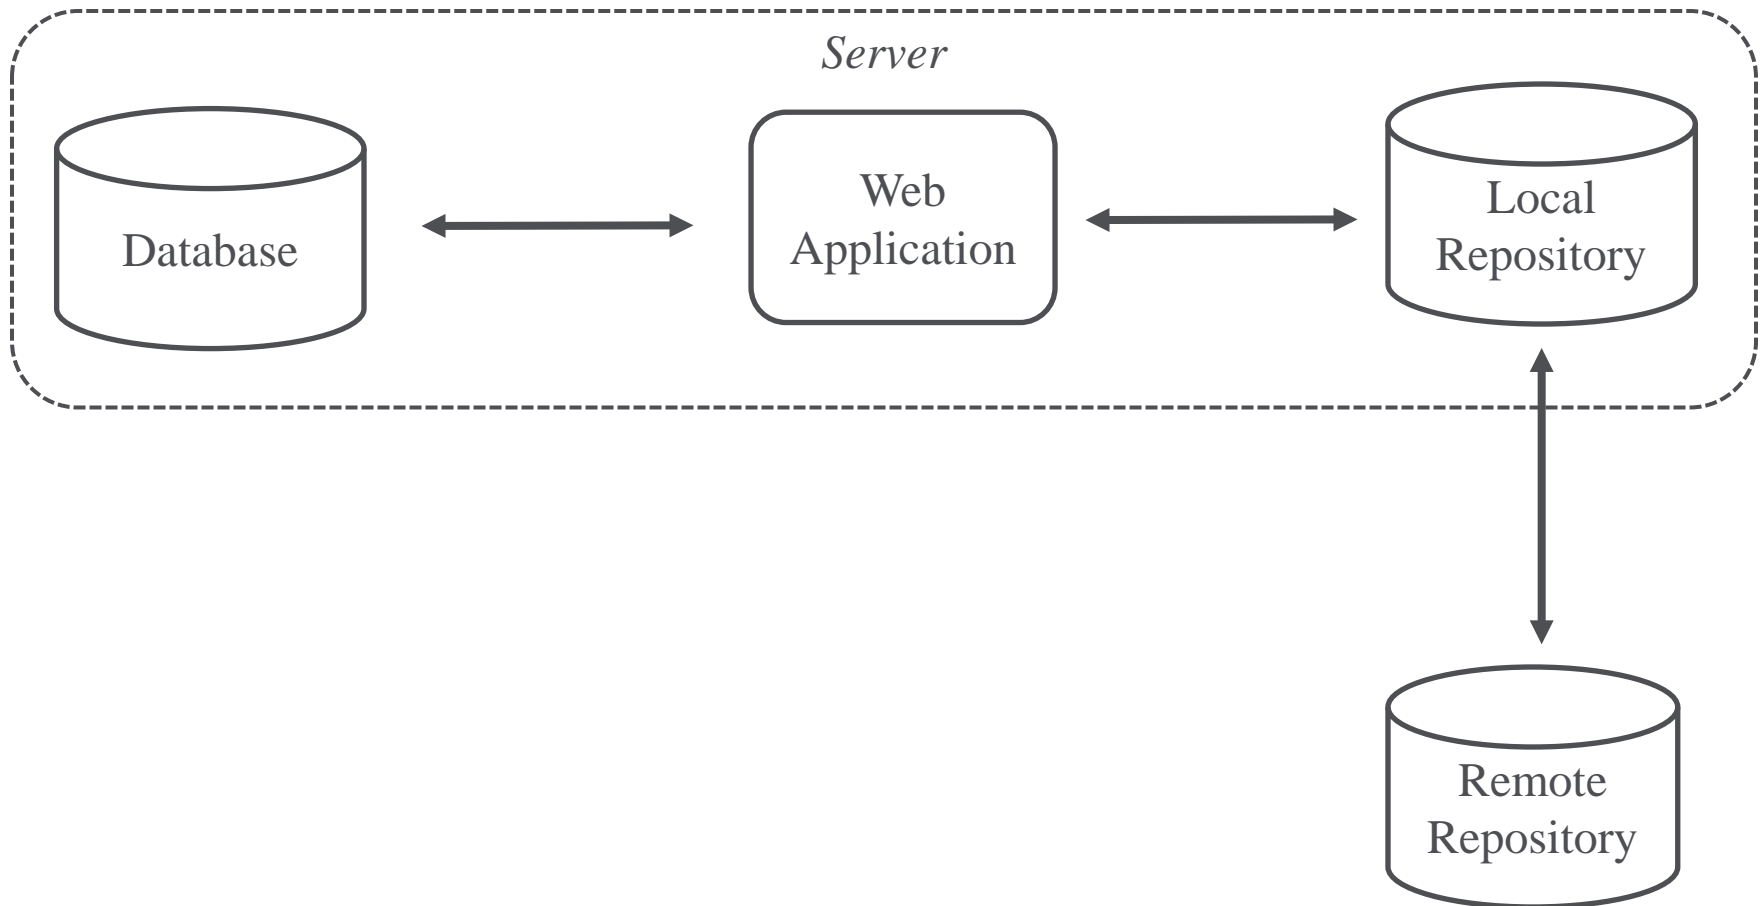 Server
Database
Web
Application
Local
Repository
Remote
Repository